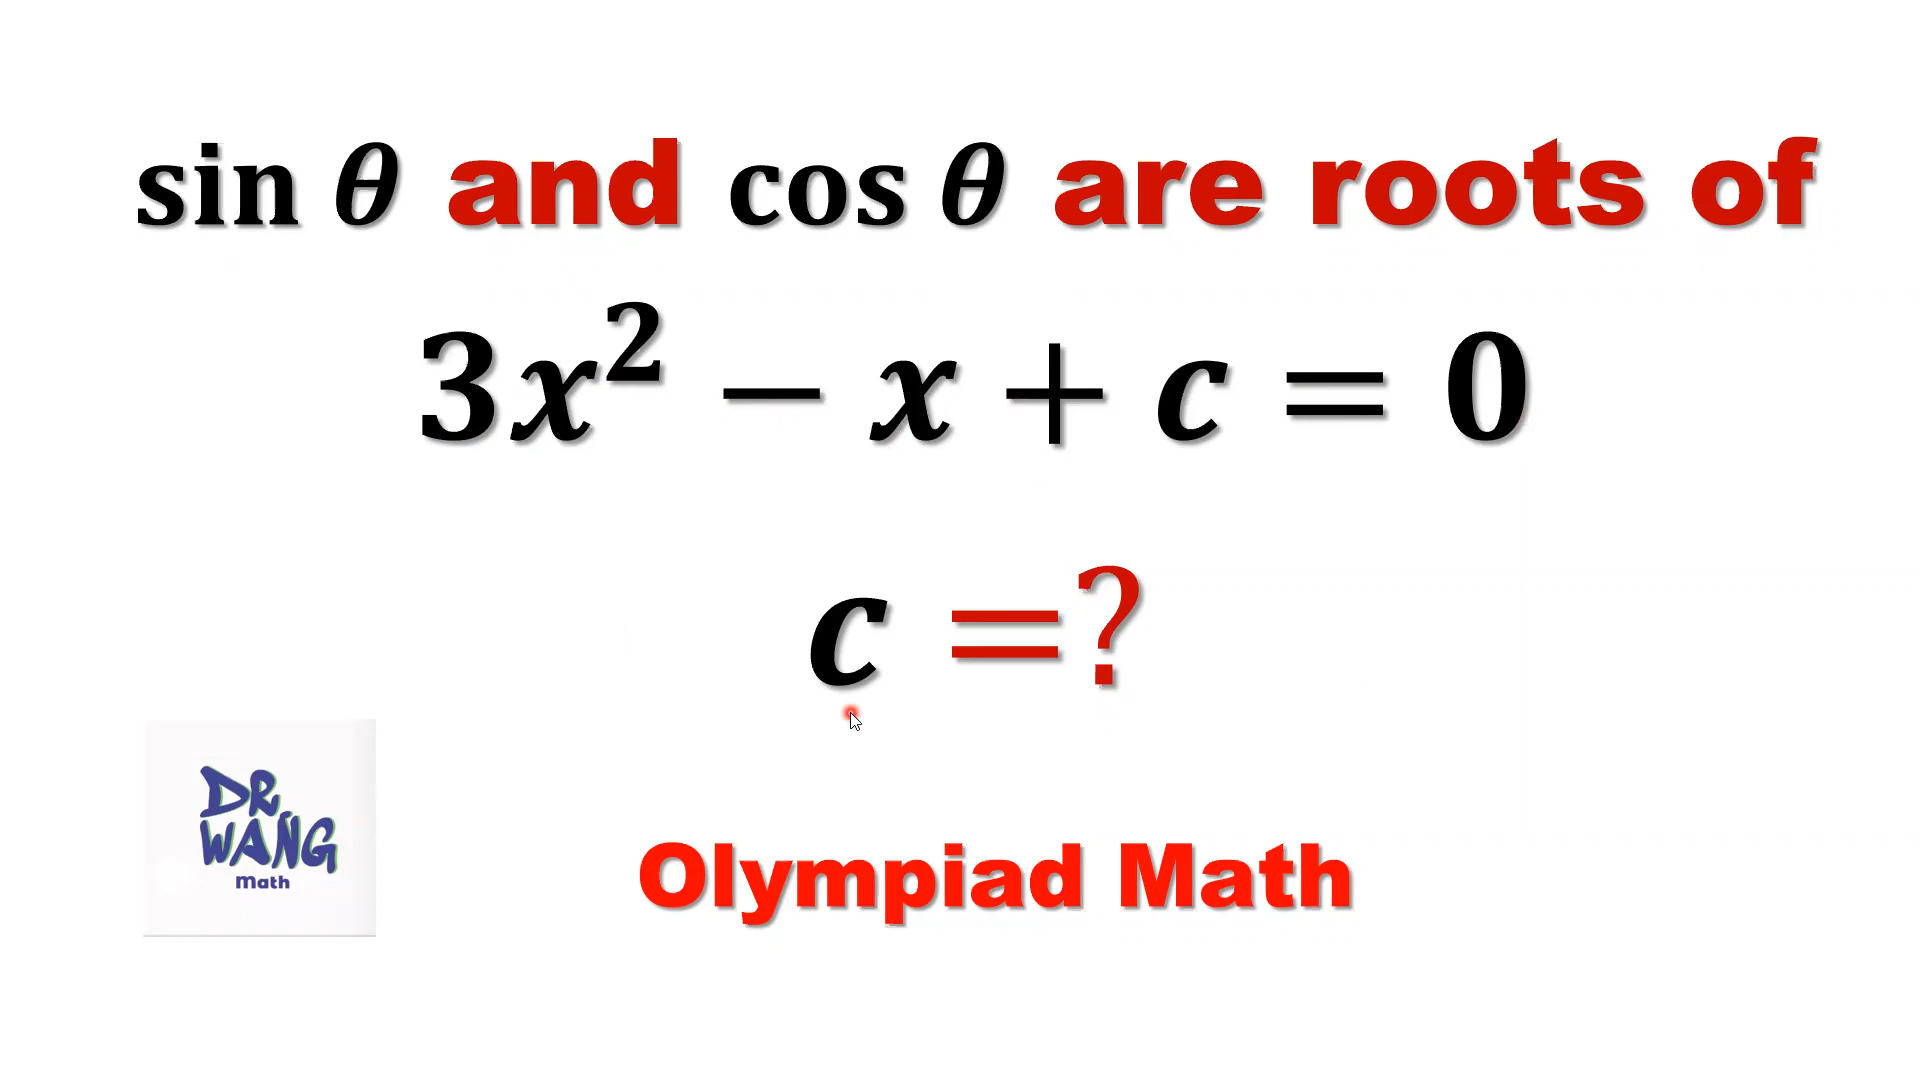 sin θ and cos θ are roots of
3x² − x + c = 0
c =?
DR
WANG
Math
Olympiad Math